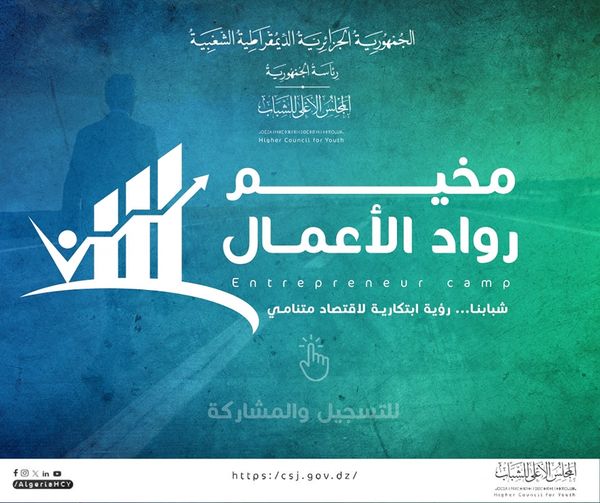 الجمهورية الجزائرية الديمقراطية الشعبية
رئاسة الجمهورية
المجلس الأعلى للشباب
Higher Council for Youth
مخيم
رواد الأعمال
Entrepreneur camp
شبابنا... رؤية ابتكارية لاقتصاد متنامي
للتسجيل والمشاركة
/AlgeriaHCY
https:/csj.gov.dz/
المجلس الأعلى للشباب
Higher Council for Youth